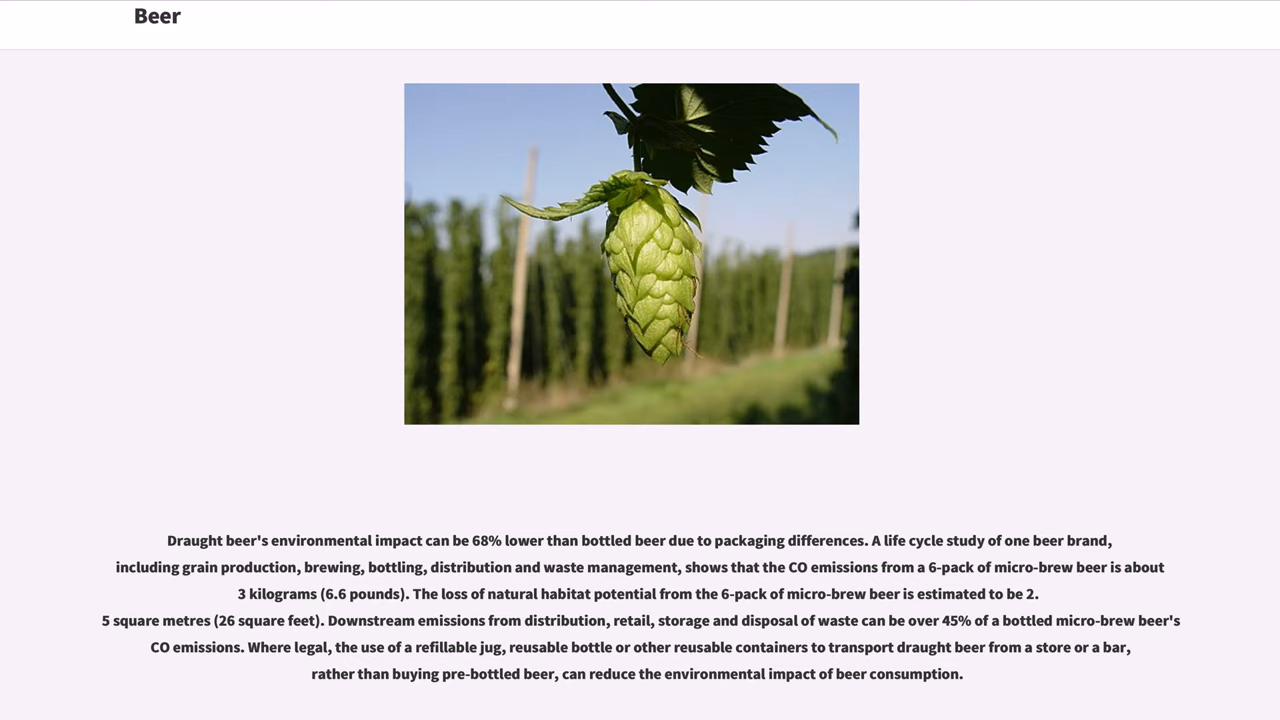 Beer
Draught beer's environmental impact can be 68% lower than bottled beer due to packaging differences. A life cycle study of one beer brand,
including grain production, brewing, bottling, distribution and waste management, shows that the CO emissions from a 6-pack of micro-brew beer is about
3 kilograms (6.6 pounds). The loss of natural habitat potential from the 6-pack of micro-brew beer is estimated to be 2.
5 square metres (26 square feet). Downstream emissions from distribution, retail, storage and disposal of waste can be over 45% of a bottled micro-brew beer's
CO emissions. Where legal, the use of a refillable jug, reusable bottle or other reusable containers to transport draught beer from a store or a bar,
rather than buying pre-bottled beer, can reduce the environmental impact of beer consumption.